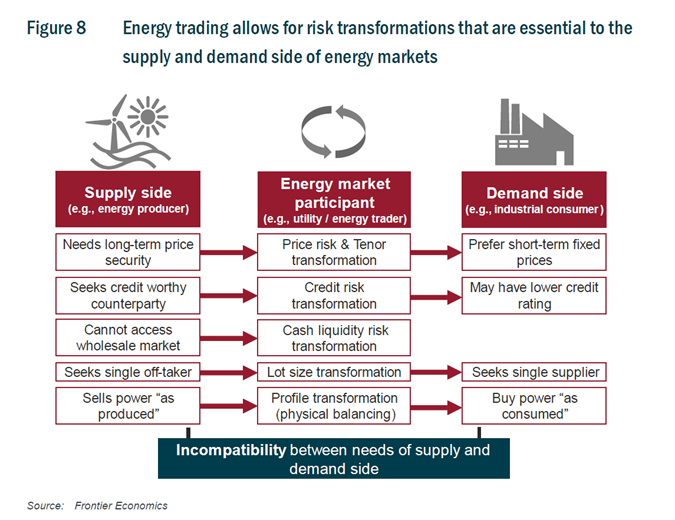 Figure 8 Energy trading allows for risk transformations that are essential to the
supply and demand side of energy markets
Supply side
(e.g., energy producer)
Energy market
participant
(e.g., utility / energy trader)
Demand side
(e.g., industrial consumer)
Needs long-term price
security
Price risk & Tenor
transformation
Prefer short-term fixed
prices
Seeks credit worthy
counterparty
Credit risk
transformation
May have lower credit
rating
Cannot access
wholesale market
Cash liquidity risk
transformation
Seeks single off-taker
Lot size transformation
Seeks single supplier
Sells power “as
produced”
Profile transformation
(physical balancing)
Buy power “as
consumed”
Incompatibility between needs of supply and
demand side
Source: Frontier Economics